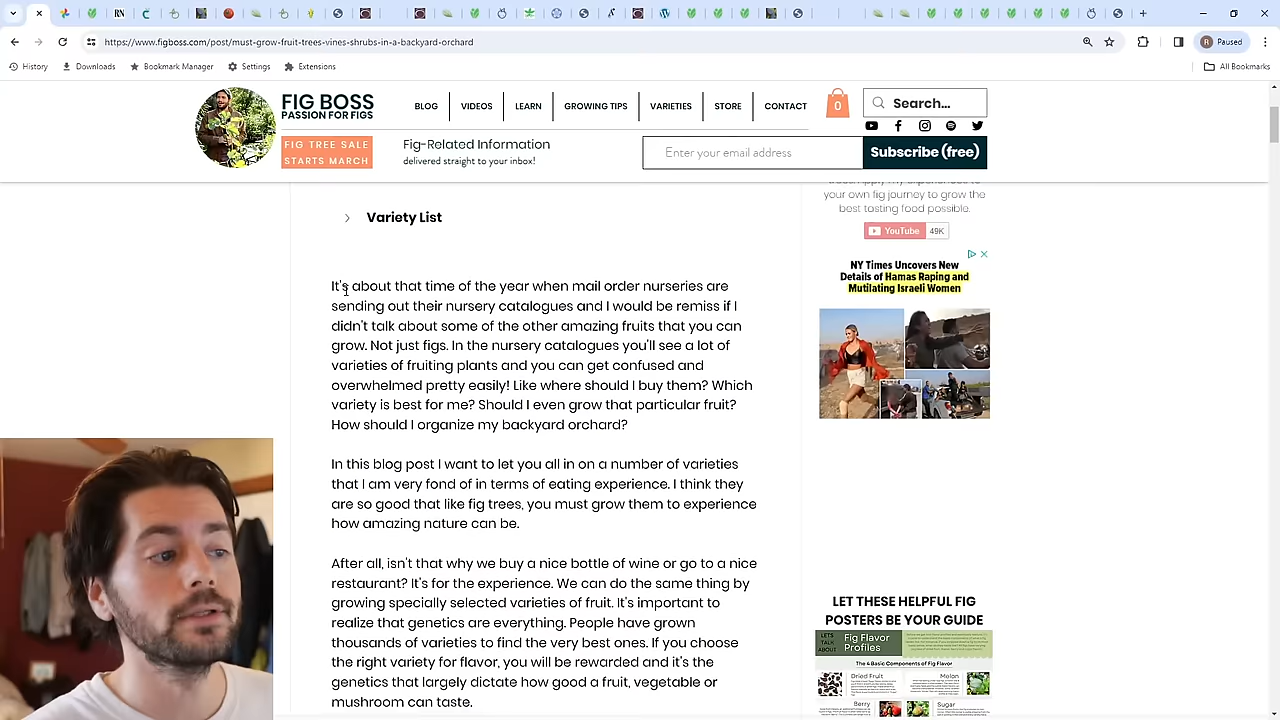 https://www.figboss.com/post/must-grow-fruit-trees-vines-shrubs-in-a-backyard-orchard
Paused
History
Downloads
Bookmark Manager
Settings
Extensions
All Bookmarks
FIG BOSS
PASSION FOR FIGS
BLOG
VIDEOS
LEARN
GROWING TIPS
VARIETIES
STORE
CONTACT
0
Search...
FIG TREE SALE
STARTS MARCH
Fig-Related Information
delivered straight to your inbox!
Enter your email address
Subscribe (free)
Variety List
It's about that time of the year when mail order nurseries are
sending out their nursery catalogues and I would be remiss if I
didn't talk about some of the other amazing fruits that you can
grow. Not just figs. In the nursery catalogues you'll see a lot of
varieties of fruiting plants and you can get confused and
overwhelmed pretty easily! Like where should I buy them? Which
variety is best for me? Should I even grow that particular fruit?
How should I organize my backyard orchard?
In this blog post I want to let you all in on a number of varieties
that I am very fond of in terms of eating experience. I think they
are so good that like fig trees, you must grow them to experience
how amazing nature can be.
After all, isn't that why we buy a nice bottle of wine or go to a nice
restaurant? It's for the experience. We can do the same thing by
growing specially selected varieties of fruit. It's important to
realize that genetics are everything. People have grown
thousands of varieties to find the very best ones. If you choose
the right variety for flavor, you will be rewarded and it's the
genetics that largely dictate how good a fruit, vegetable or
mushroom can taste.
your own fig journey to grow the
best tasting food possible.
YouTube
49K
NY Times Uncovers New
Details of Hamas Raping and
Mutilating Israeli Women
LET THESE HELPFUL FIG
POSTERS BE YOUR GUIDE
LET'S
TALK
ABOUT
Fig Flavor
Profiles
The 4 Basic Components of Fig Flavor
Dried Fruit
Melon
Berry
Sugar